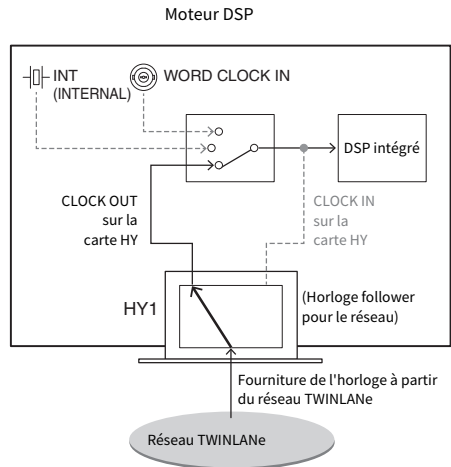 Moteur DSP
INT
(INTERNAL)
WORD CLOCK IN
DSP intégré
CLOCK OUT
sur la
carte HY
CLOCK IN
sur la
carte HY
HY1
(Horloge follower
pour le réseau)
Fourniture de l'horloge à partir
du réseau TWINLANe
Réseau TWINLANe